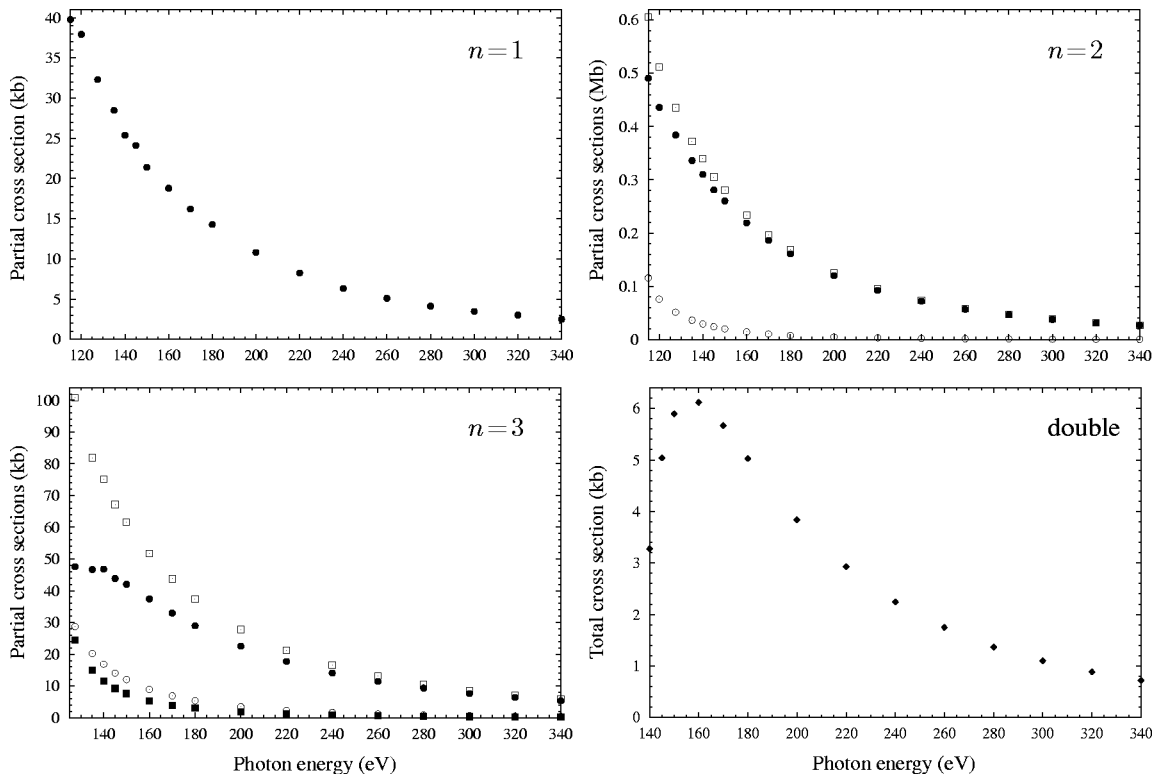 Partial cross section (kb)
40
35
30
25
20
15
10
5
0
n=1
120 140 160 180 200 220 240 260 280 300 320 340
Partial cross sections (Mb)
0.6
0.5
0.4
0.3
0.2
0.1
0
n=2
120 140 160 180 200 220 240 260 280 300 320 340
Partial cross sections (kb)
100
90
80
70
60
50
40
30
20
10
0
n=3
140 160 180 200 220 240 260 280 300 320 340
Photon energy (eV)
Total cross section (kb)
6
5
4
3
2
1
0
double
140 160 180 200 220 240 260 280 300 320 340
Photon energy (eV)